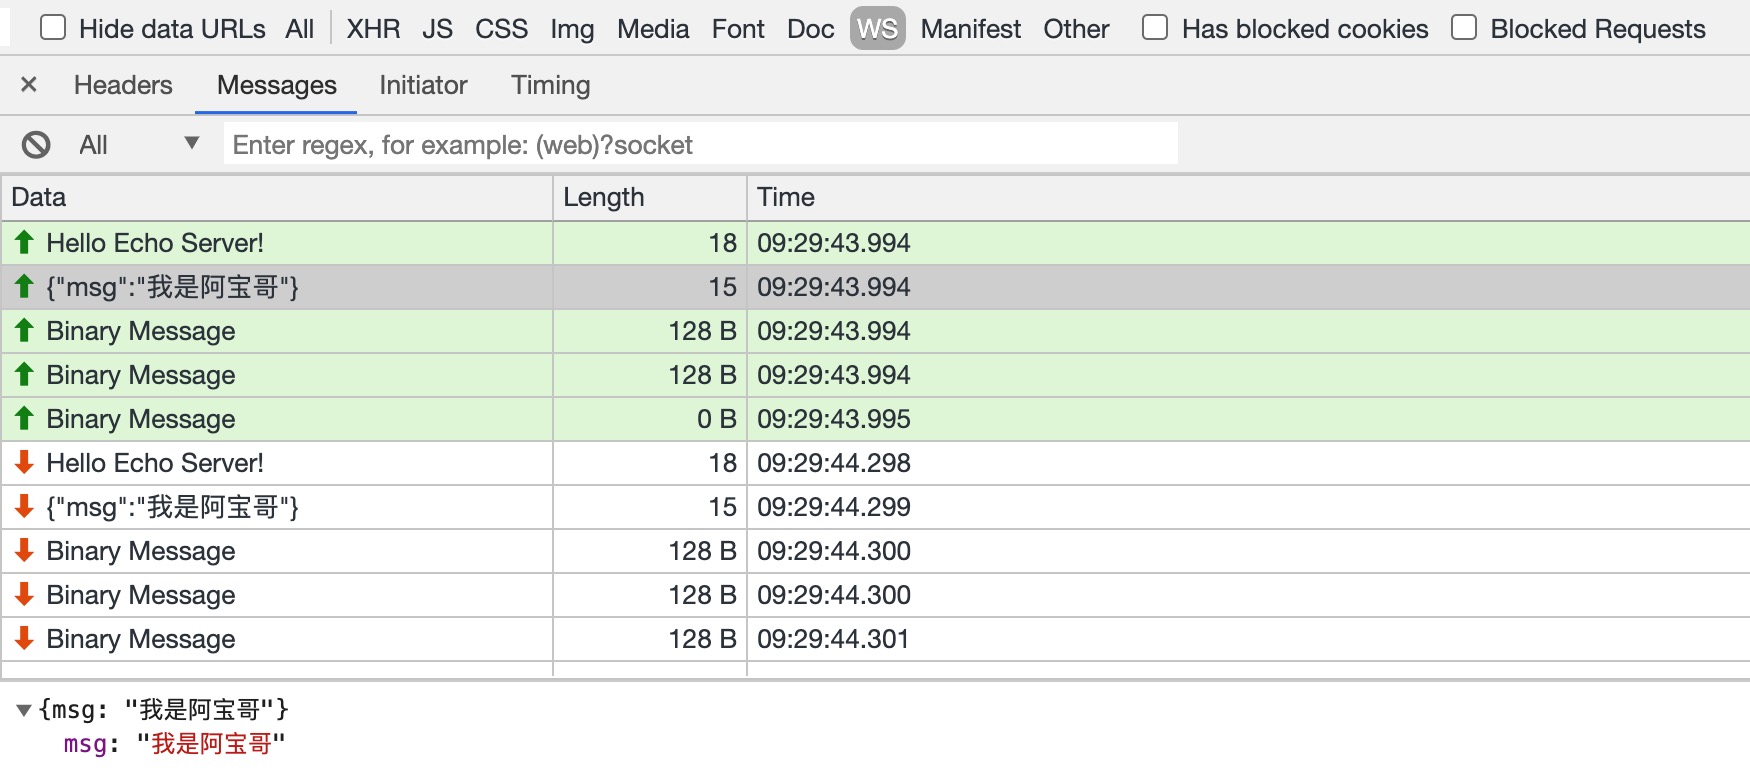 Hide data URLs All XHR JS CSS Img Media Font Doc WS Manifest Other Has blocked cookies Blocked Requests
× Headers Messages Initiator Timing
All ▼ Enter regex, for example: (web)?socket
Data Length Time
Hello Echo Server! 18 09:29:43.994
{"msg":"我是阿宝哥"} 15 09:29:43.994
Binary Message 128 B 09:29:43.994
Binary Message 128 B 09:29:43.994
Binary Message 0 B 09:29:43.995
Hello Echo Server! 18 09:29:44.298
{"msg":"我是阿宝哥"} 15 09:29:44.299
Binary Message 128 B 09:29:44.300
Binary Message 128 B 09:29:44.300
Binary Message 128 B 09:29:44.301
▼{msg: "我是阿宝哥"}
msg: "我是阿宝哥"